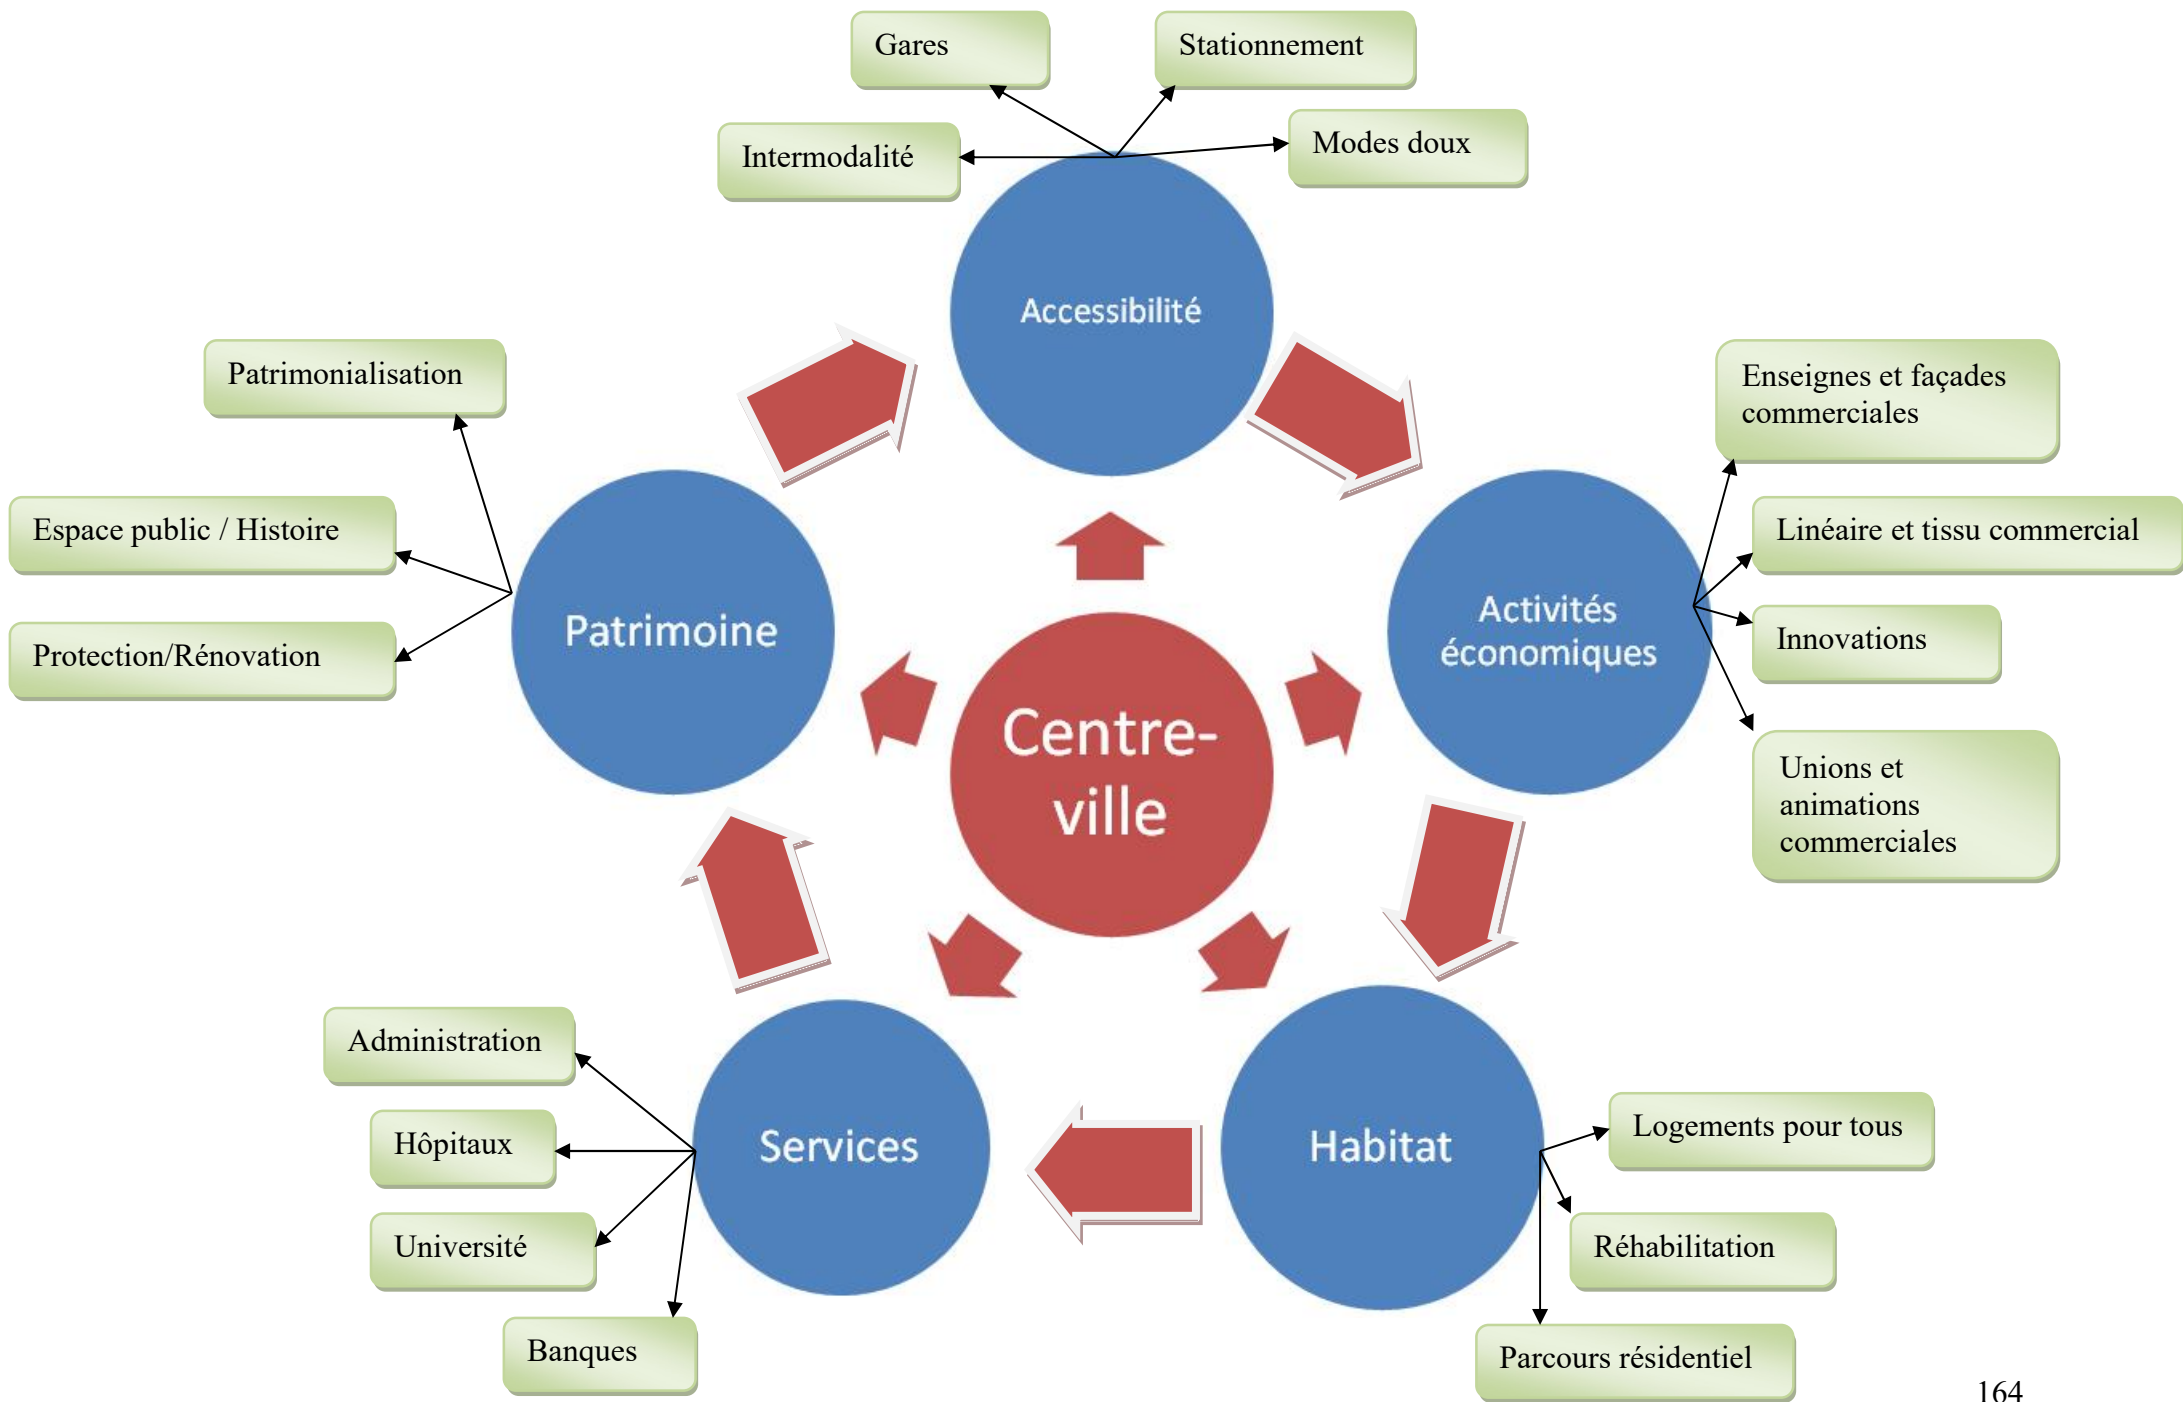 Gares
Stationnement
Intermodalité
Modes doux
Accessibilité
Patrimonialisation
Espace public / Histoire
Protection/Rénovation
Patrimoine
Enseignes et façades
commerciales
Linéaire et tissu commercial
Innovations
Unions et
animations
commerciales
Activités
économiques
Centre-
ville
Administration
Hôpitaux
Université
Banques
Services
Habitat
Logements pour tous
Réhabilitation
Parcours résidentiel
164